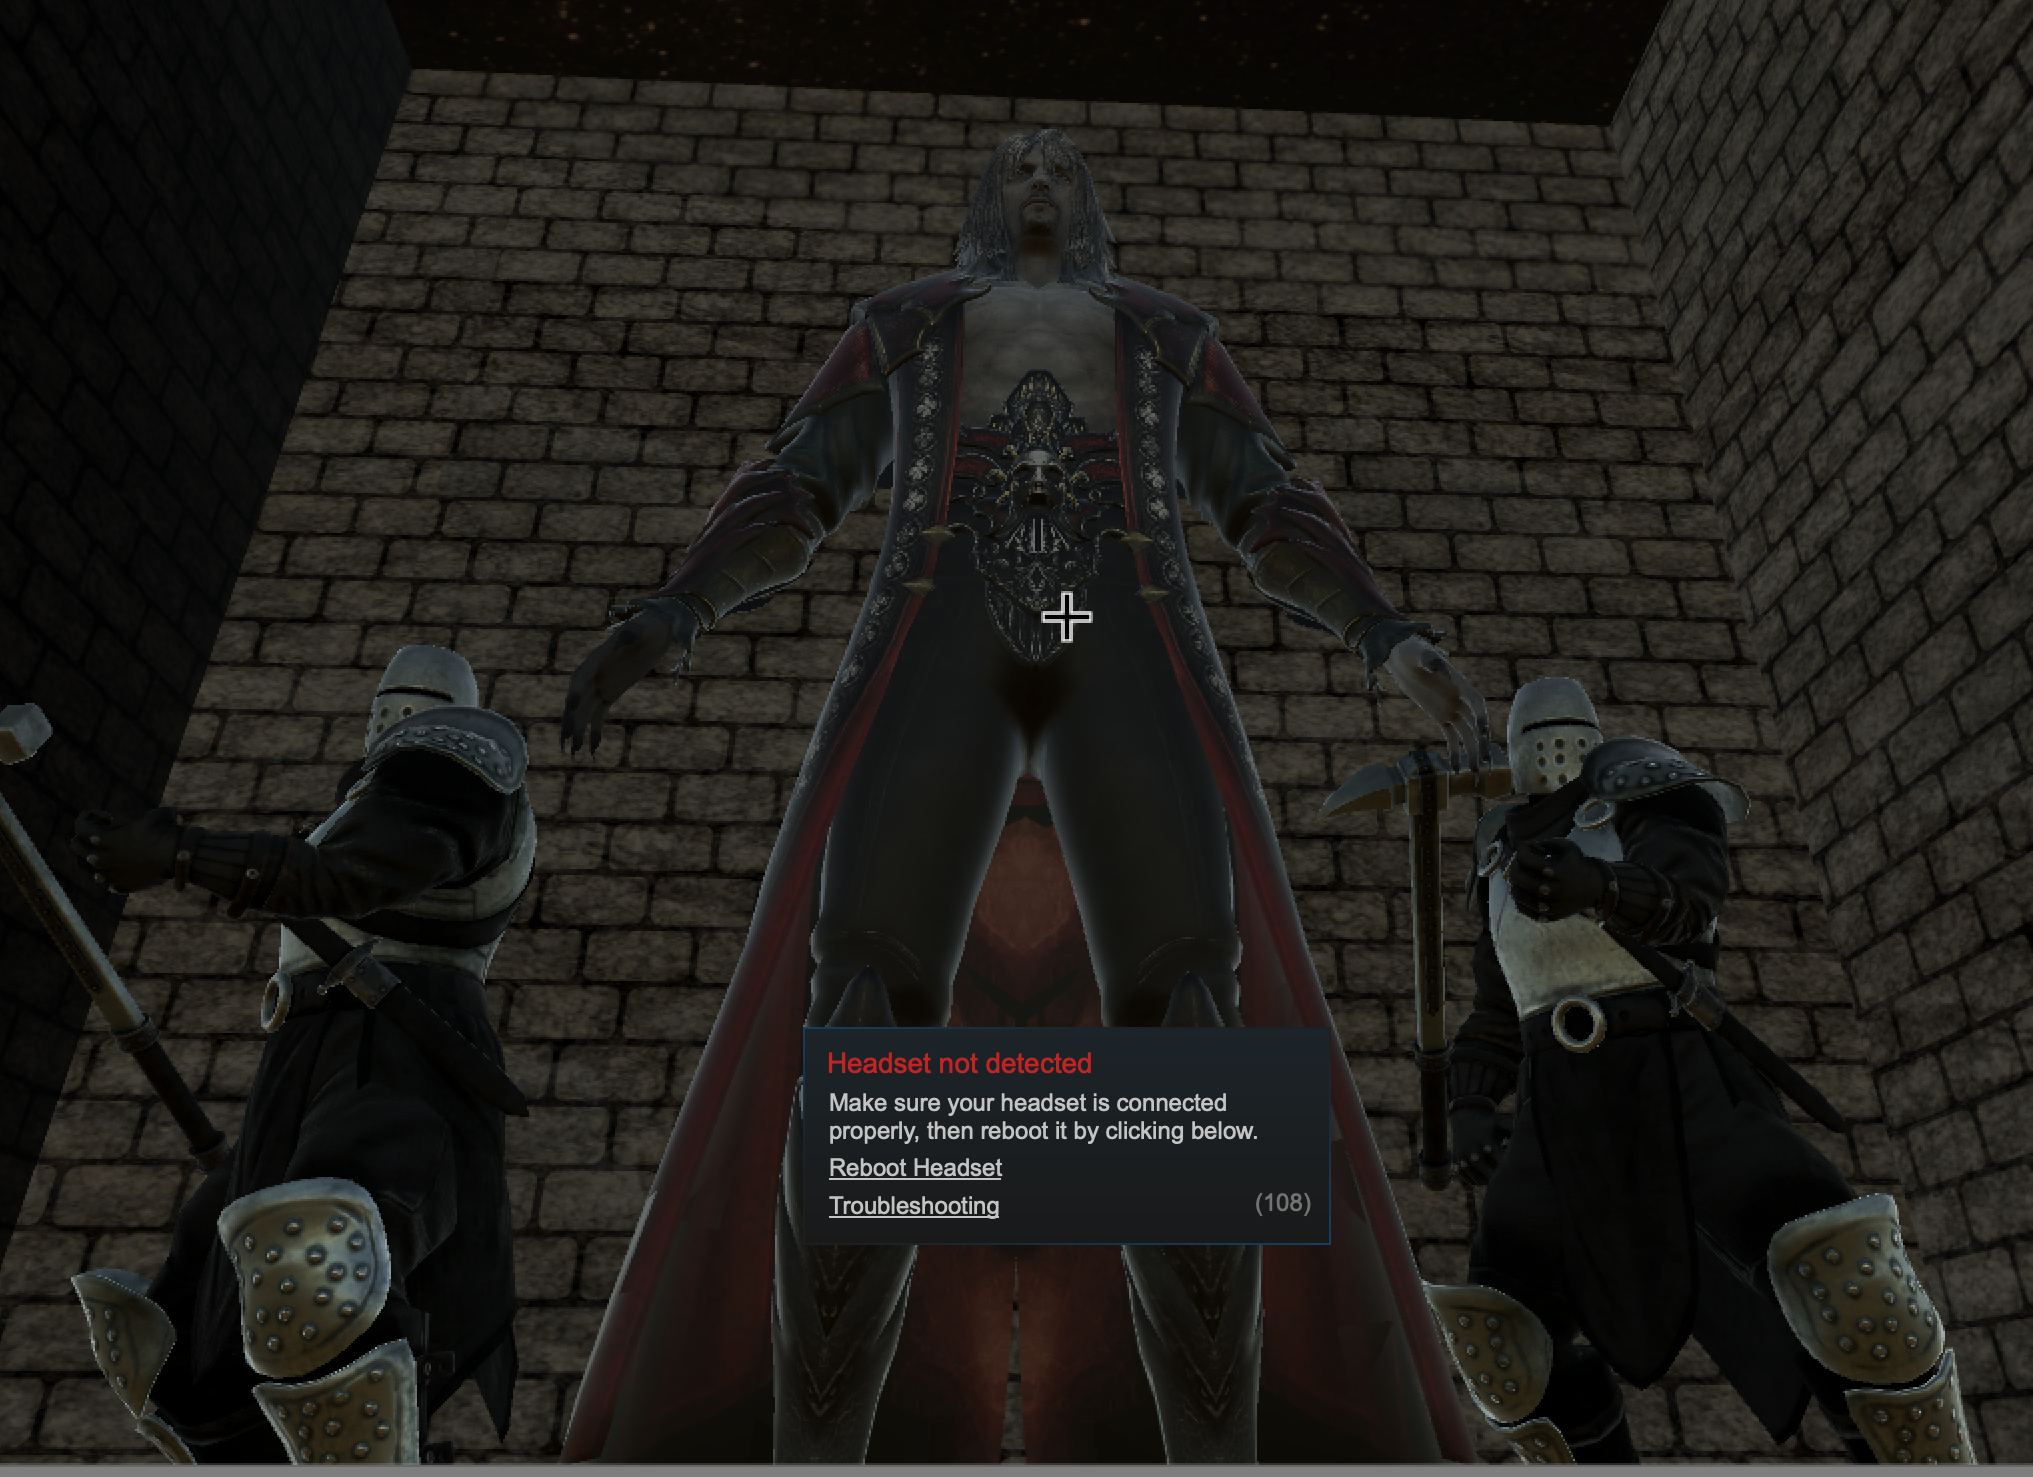 Headset not detected
Make sure your headset is connected
properly, then reboot it by clicking below.
Reboot Headset
Troubleshooting (108)